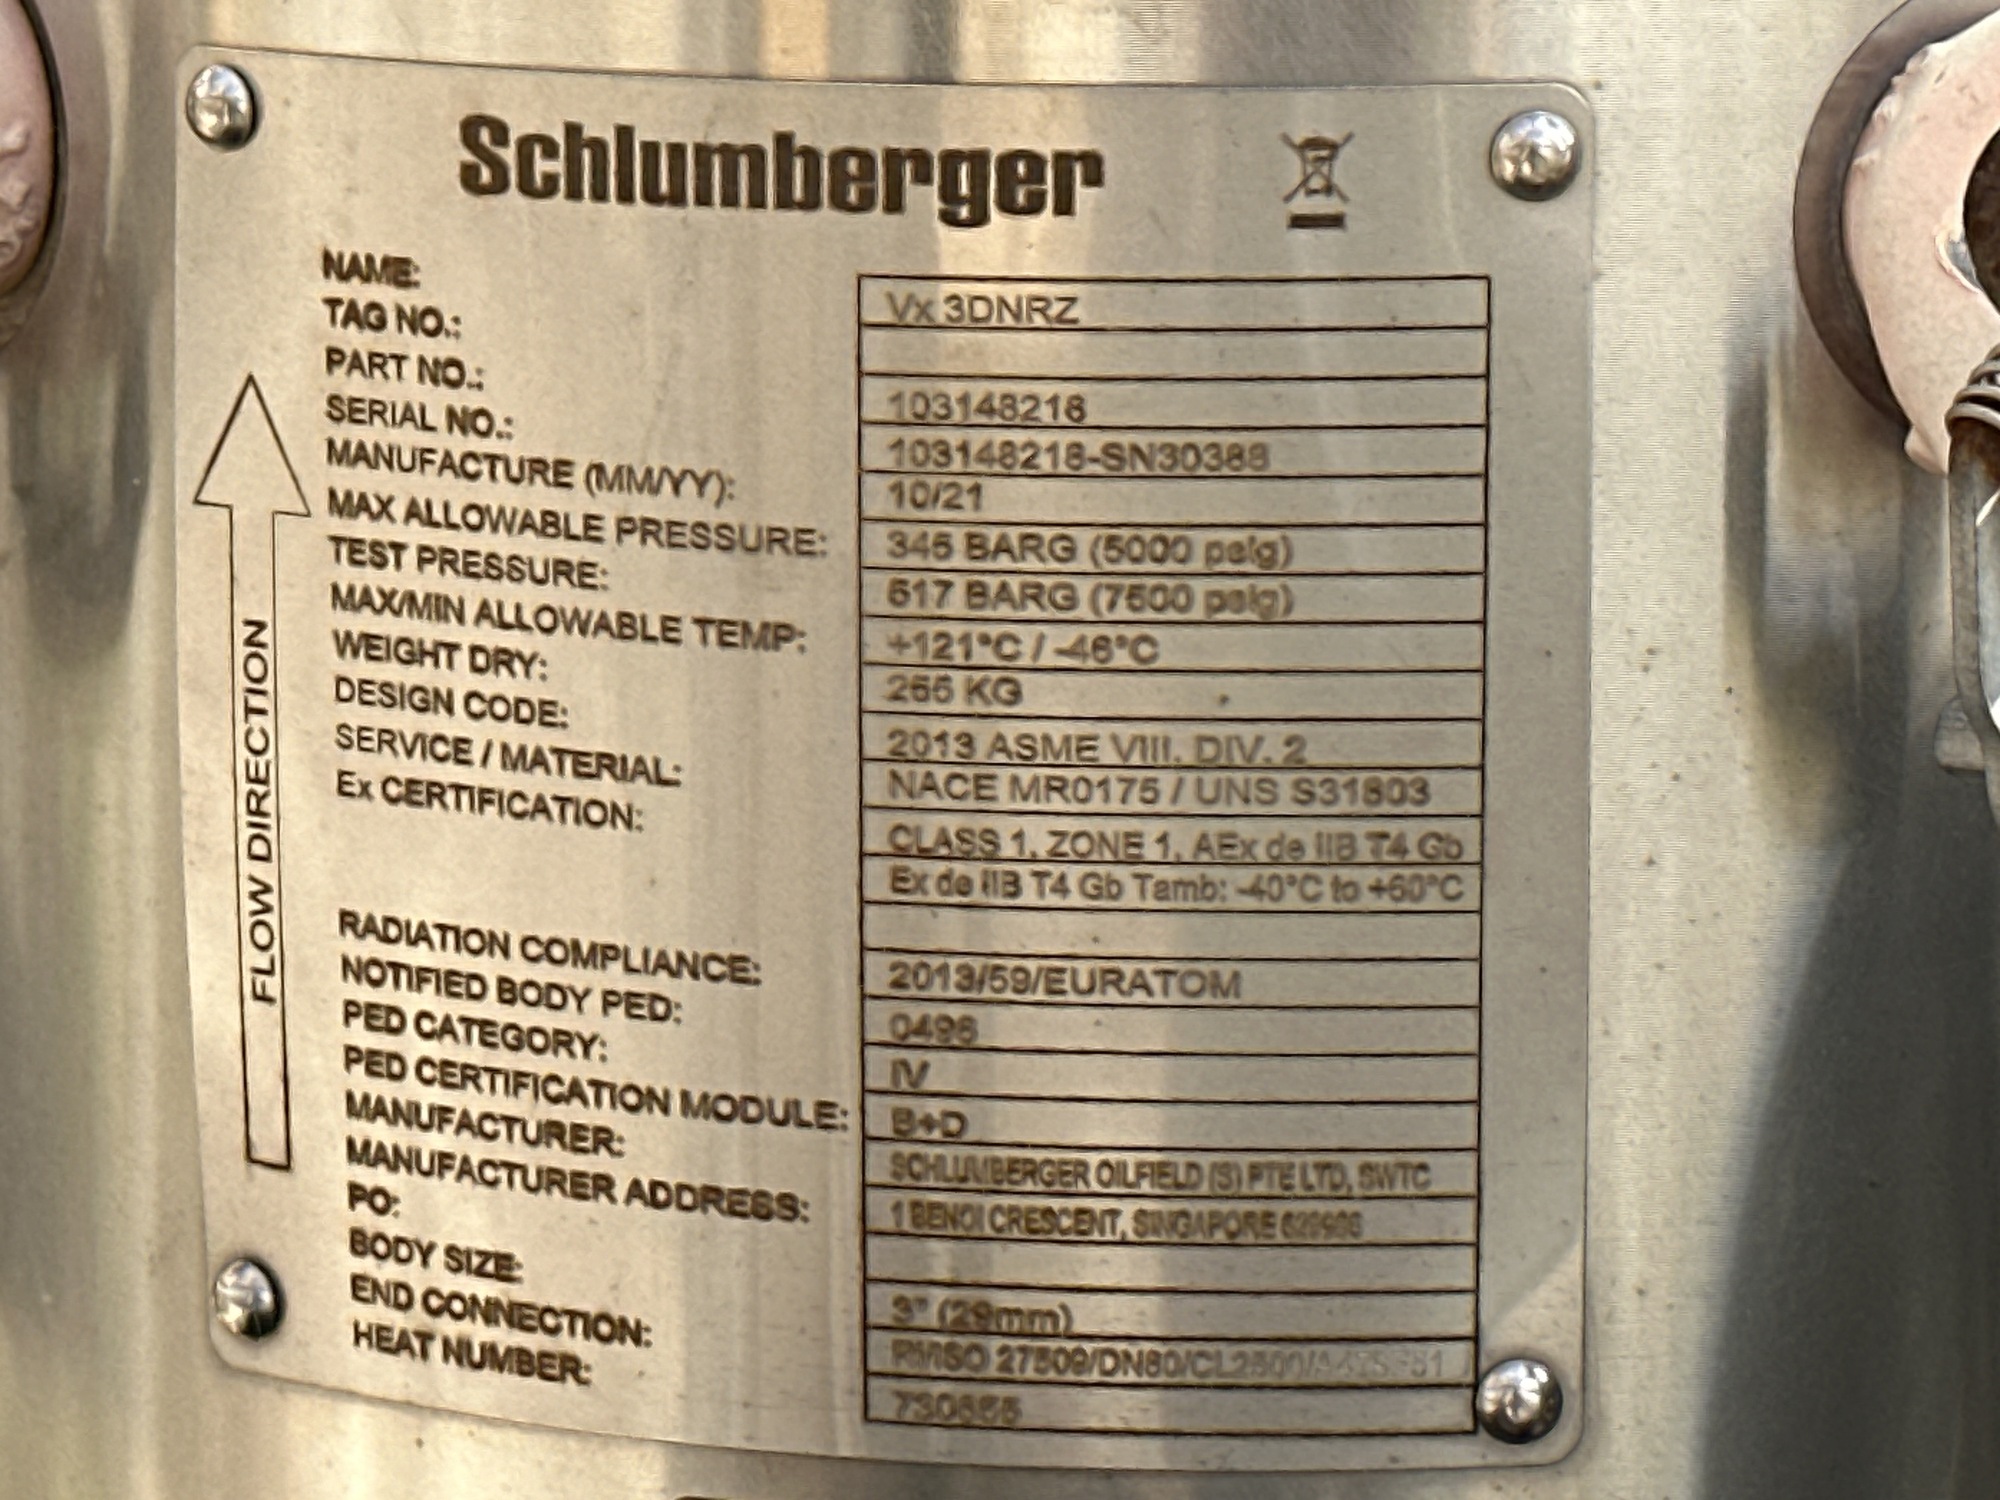 Schlumberger
NAME: Vx 3DNRZ
TAG NO.:
PART NO.: 103148218
SERIAL NO.: 103148218-SN30388
MANUFACTURE (MM/YY): 10/21
MAX ALLOWABLE PRESSURE: 345 BARG (5000 psig)
TEST PRESSURE: 517 BARG (7500 psig)
MAX/MIN ALLOWABLE TEMP: +121°C / -46°C
WEIGHT DRY: KG
DESIGN CODE: 2013 ASME VIII. DIV. 2
SERVICE / MATERIAL: NACE MR0175 / UNS S31803
Ex CERTIFICATION: CLASS 1, ZONE 1, AEx de IIB T4 Gb
Ex de IIB T4 Gb Tamb: -40°C to +60°C
RADIATION COMPLIANCE: 2013/59/EURATOM
NOTIFIED BODY PED: 0496
PED CATEGORY: IV
PED CERTIFICATION MODULE: B+D
MANUFACTURER: SCHLUMBERGER OILFIELD (S) PTE LTD, SWTC
MANUFACTURER ADDRESS: 1 BENOI CRESCENT, SINGAPORE
PO:
BODY SIZE: 3" (29mm)
END CONNECTION:
HEAT NUMBER:
FLOW DIRECTION